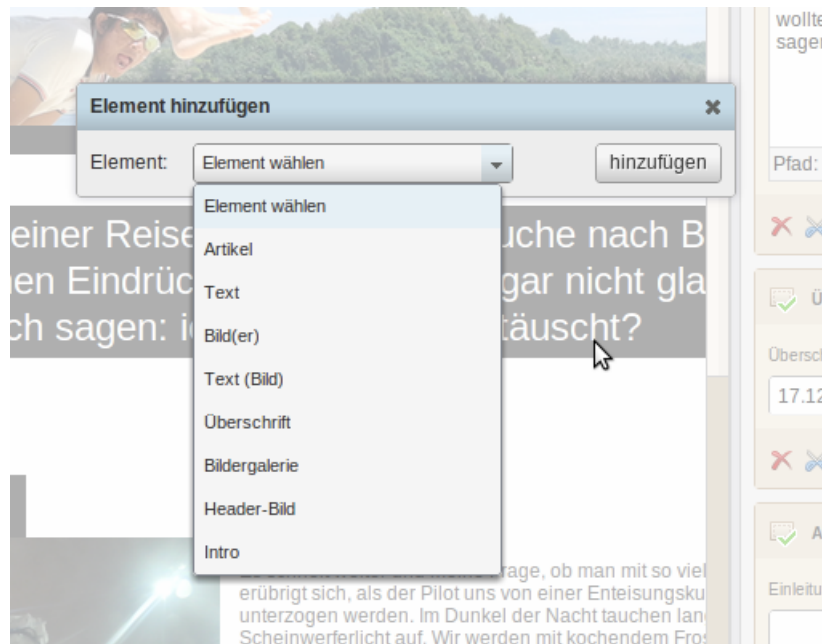 wollte
sagen
Element hinzufügen
Element:
Element wählen
hinzufügen
Pfad:
Element wählen
Artikel
Text
Bild(er)
Text (Bild)
Überschrift
Bildergalerie
Header-Bild
Intro
einer Reise
uche nach B
en Eindrüc
gar nicht gla
ch sagen: i
täuscht?
Ü
Übersch
17.12
A
rage, ob man mit so viel
erübrigt sich, als der Pilot uns von einer Enteisungsku
unterzogen werden. Im Dunkel der Nacht tauchen lan
Scheinwerferlicht auf. Wir werden mit kochendem Fros
Einleitu